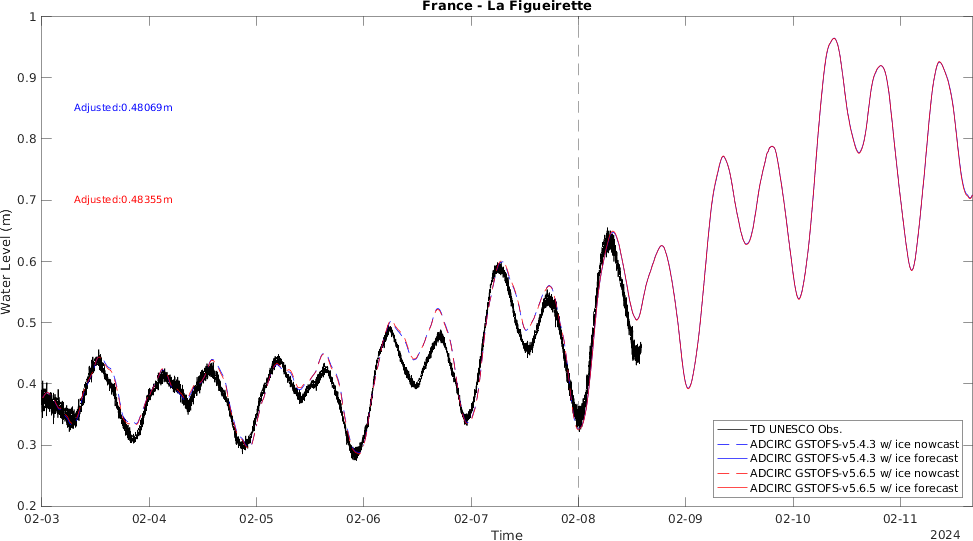 France - La Figueirette
1
0.9
0.8
0.7
0.6
0.5
0.4
0.3
0.2
Water Level (m)
Adjusted:0.48069m
Adjusted:0.48355m
TD UNESCO Obs.
ADCIRC GSTOFS-v5.4.3 w/ ice nowcast
ADCIRC GSTOFS-v5.4.3 w/ ice forecast
ADCIRC GSTOFS-v5.6.5 w/ ice nowcast
ADCIRC GSTOFS-v5.6.5 w/ ice forecast
02-03 02-04 02-05 02-06 02-07 02-08 02-09 02-10 02-11
Time
2024